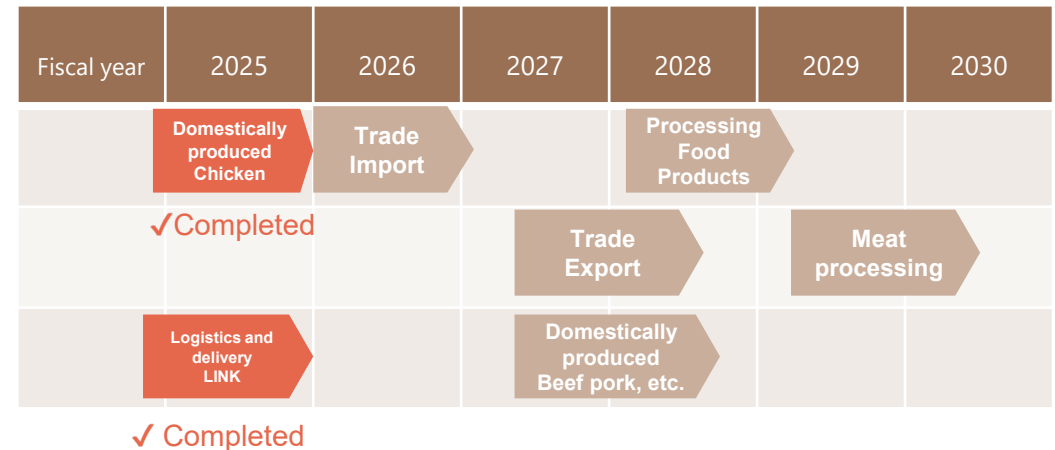 Fiscal year 2025 2026 2027 2028 2029 2030
Domestically
produced
Chicken
Trade
Import
Processing
Food
Products
✓Completed
Trade
Export
Meat
processing
Logistics and
delivery
LINK
Domestically
produced
Beef pork, etc.
✓ Completed